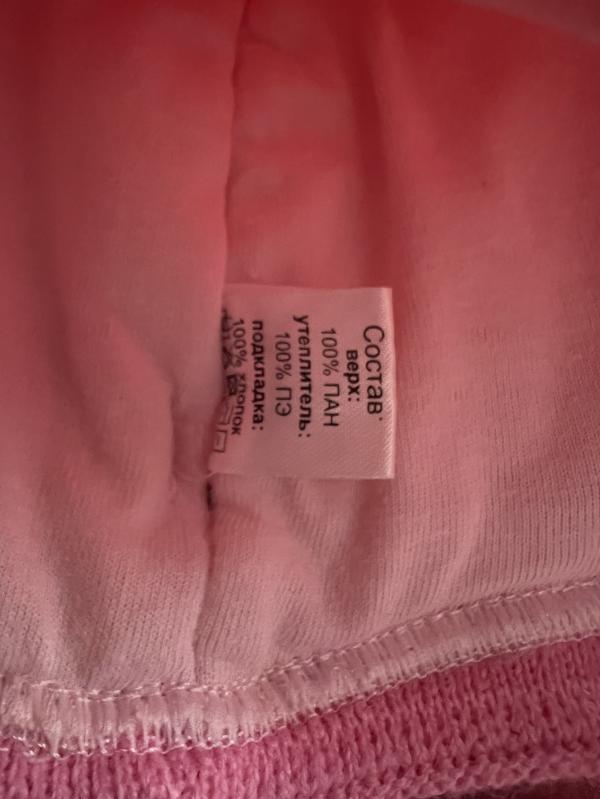 Состав:
верх:
100% ПАН
утеплитель:
100% ПЭ
подкладка:
100% хлопок